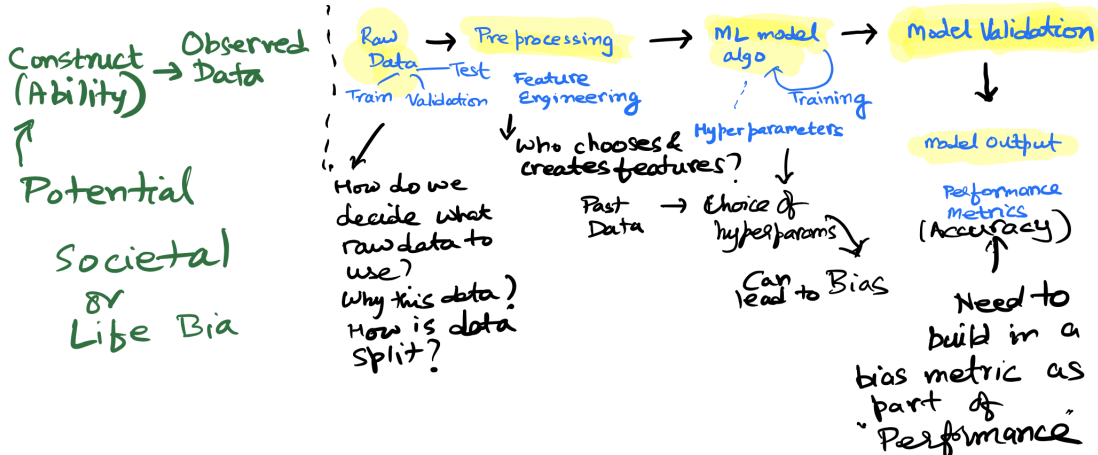 Construct
(Ability)
Observed
Data
Potential
Societal
or
Life Bia
Raw
Data
Test
Train
Validation
How do we
decide what
raw data to
use?
Why this data?
How is data
split?
Preprocessing
Feature
Engineering
Who chooses &
creates features?
ML model
algo
Training
Hyperparameters
Past
Data
Choice of
hyperparams
Can
lead to Bias
Model Validation
Model Output
Performance
Metrics
(Accuracy)
Need to
build in a
bias metric as
part of
"Performance"